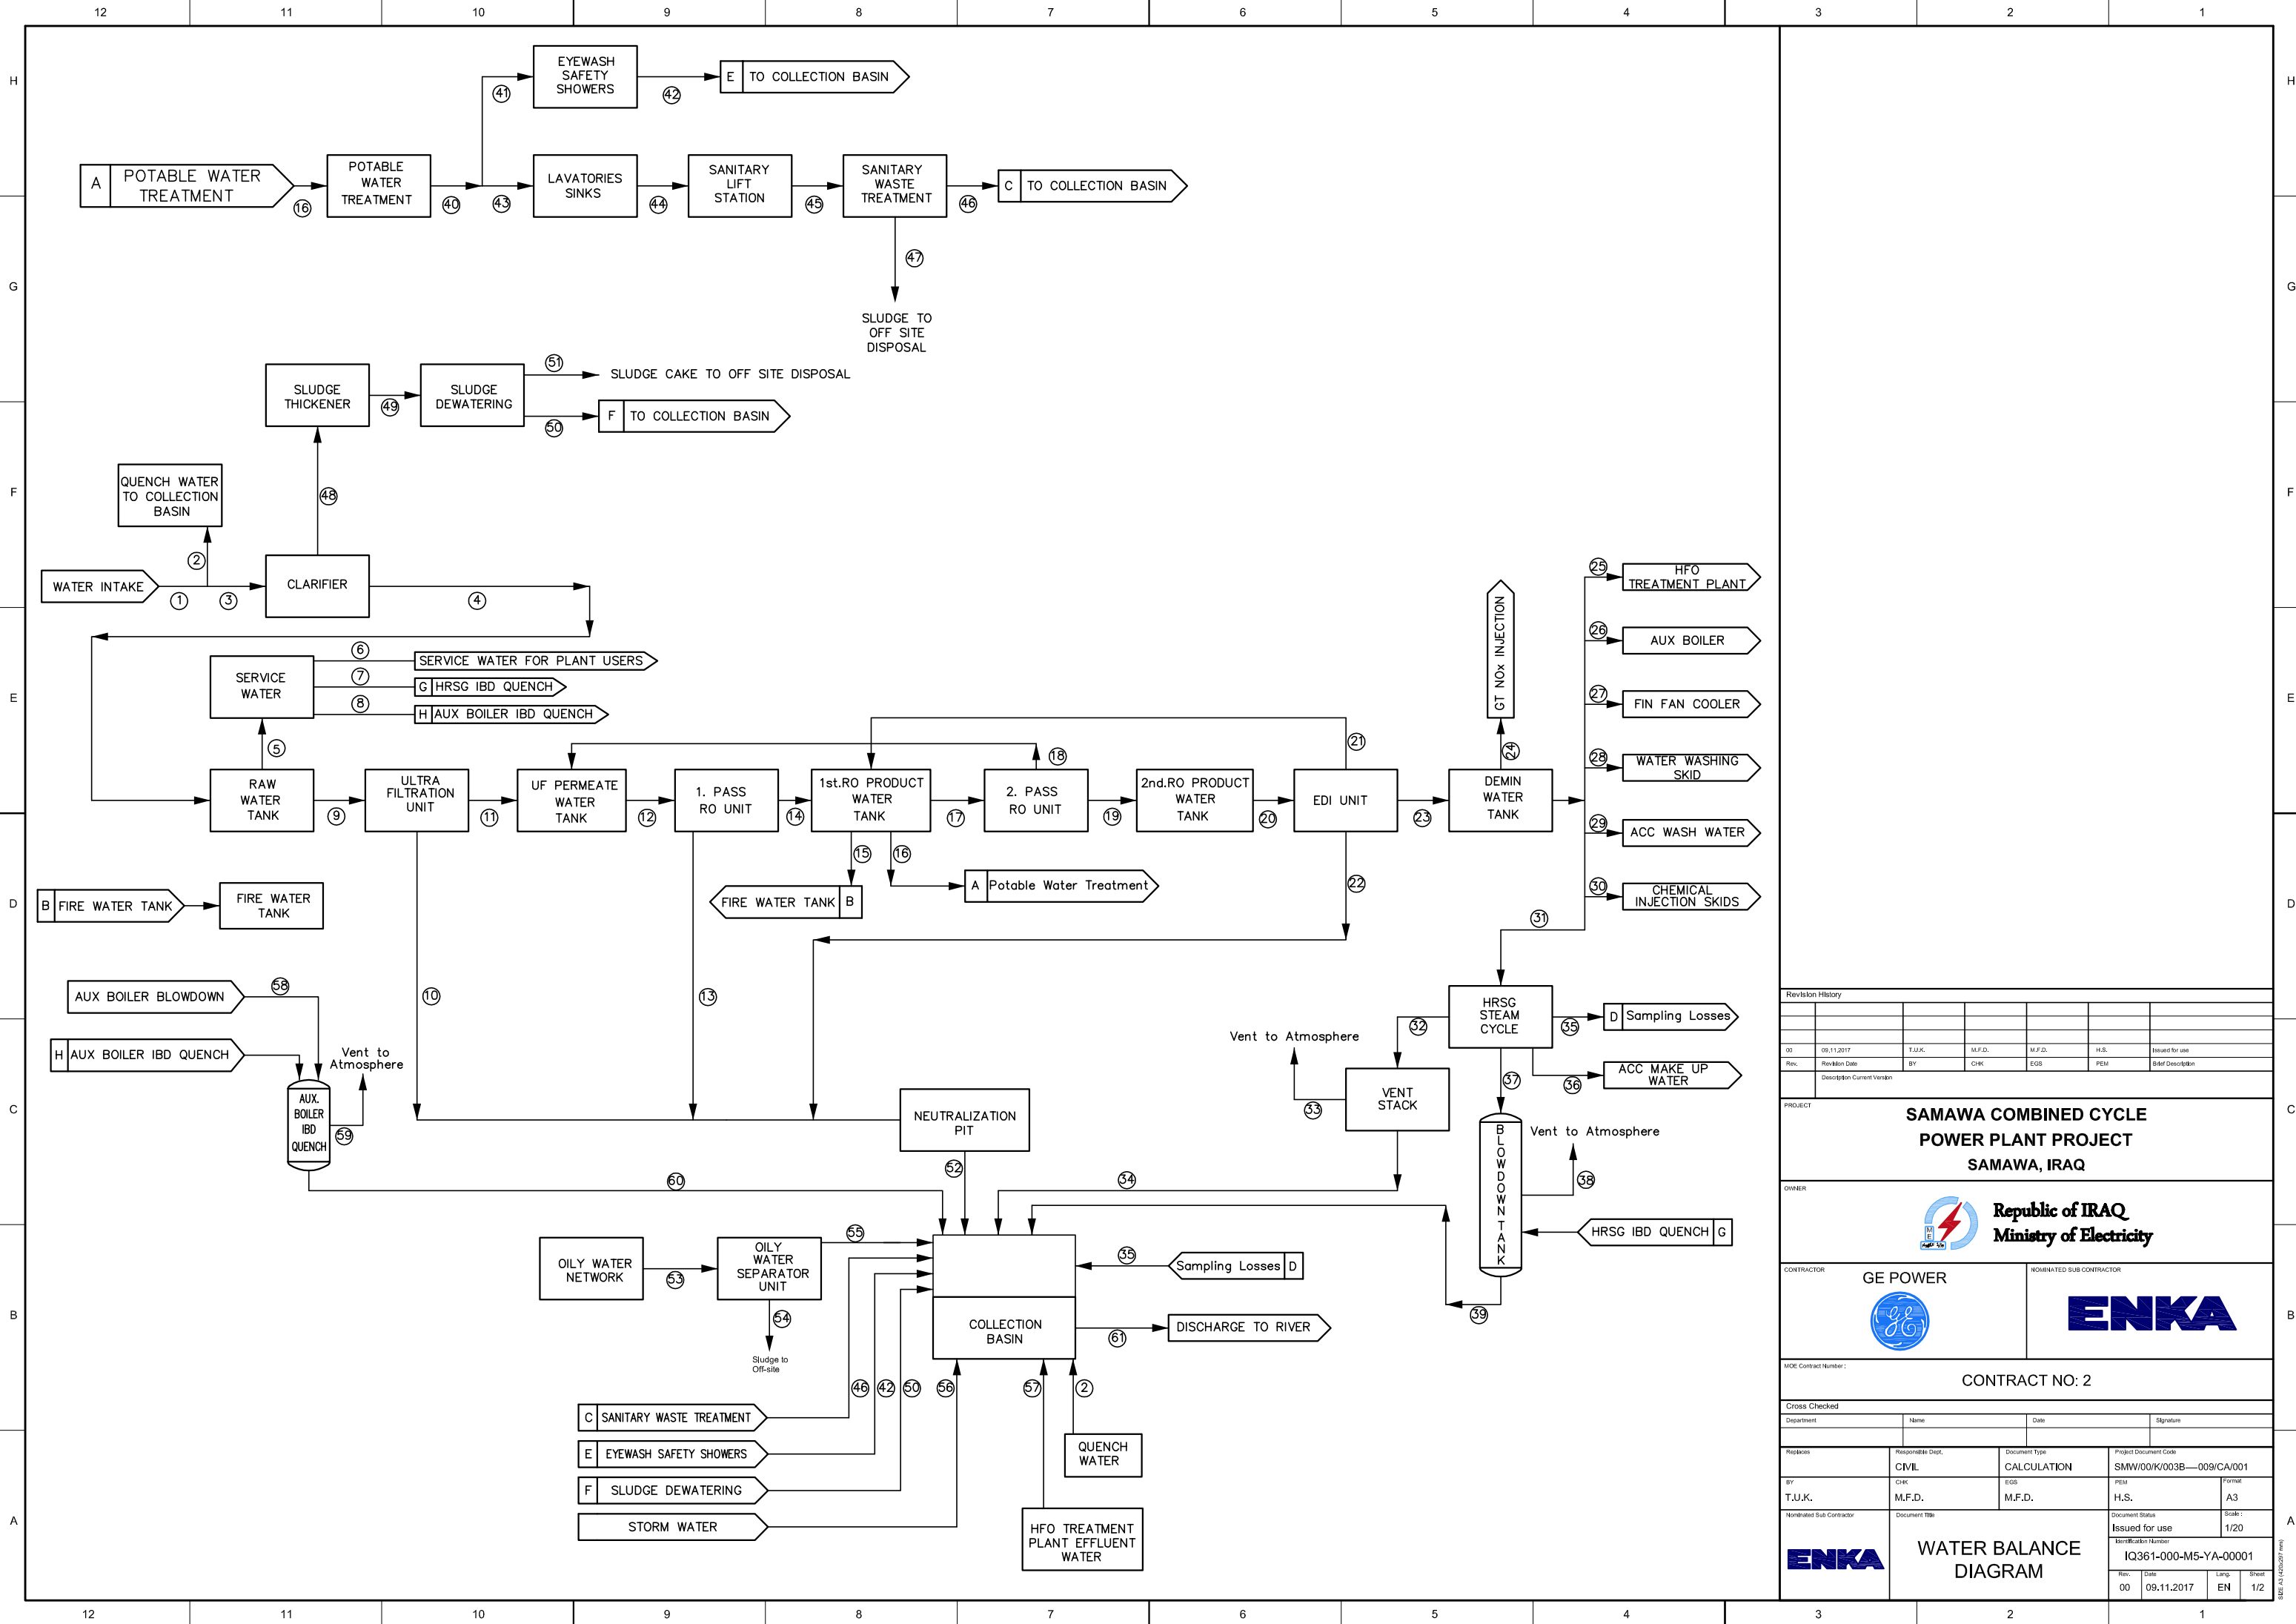 12 11 10 9 8 7 6 5 4 3 2 1
H
G
F
E
D
C
B
A
EYEWASH
SAFETY
SHOWERS
E TO COLLECTION BASIN
41
42
A POTABLE WATER
TREATMENT
16
POTABLE
WATER
TREATMENT
40
43
LAVATORIES
SINKS
44
SANITARY
LIFT
STATION
45
SANITARY
WASTE
TREATMENT
46
C TO COLLECTION BASIN
47
SLUDGE TO
OFF SITE
DISPOSAL
SLUDGE
THICKENER
49
SLUDGE
DEWATERING
51
SLUDGE CAKE TO OFF SITE DISPOSAL
F TO COLLECTION BASIN
50
48
QUENCH WATER
TO COLLECTION
BASIN
2
WATER INTAKE
1
3
CLARIFIER
4
SERVICE
WATER
6
SERVICE WATER FOR PLANT USERS
7
G HRSG IBD QUENCH
8
H AUX BOILER IBD QUENCH
5
RAW
WATER
TANK
9
ULTRA
FILTRATION
UNIT
11
UF PERMEATE
WATER
TANK
12
1. PASS
RO UNIT
14
1st.RO PRODUCT
WATER
TANK
17
18
2. PASS
RO UNIT
19
2nd.RO PRODUCT
WATER
TANK
20
21
EDI UNIT
22
23
DEMIN
WATER
TANK
24
GT NOx INJECTION
25
HFO
TREATMENT PLANT
26
AUX BOILER
27
FIN FAN COOLER
28
WATER WASHING
SKID
29
ACC WASH WATER
30
CHEMICAL
INJECTION SKIDS
31
15
16
FIRE WATER TANK B
A Potable Water Treatment
B FIRE WATER TANK
FIRE WATER
TANK
AUX BOILER BLOWDOWN
58
H AUX BOILER IBD QUENCH
Vent to
Atmosphere
AUX.
BOILER
IBD
QUENCH
59
60
10
13
NEUTRALIZATION
PIT
52
HRSG
STEAM
CYCLE
32
35
D Sampling Losses
36
ACC MAKE UP
WATER
37
Vent to Atmosphere
33
VENT
STACK
34
BLOWDOWN TANK
Vent to Atmosphere
38
HRSG IBD QUENCH G
39
OILY WATER
NETWORK
53
OILY
WATER
SEPARATOR
UNIT
55
54
Sludge to
Off-site
35
Sampling Losses D
COLLECTION
BASIN
61
DISCHARGE TO RIVER
46
42
50
56
57
2
C SANITARY WASTE TREATMENT
E EYEWASH SAFETY SHOWERS
F SLUDGE DEWATERING
STORM WATER
QUENCH
WATER
HFO TREATMENT
PLANT EFFLUENT
WATER
Revision History
00 09.11.2017 T.U.K. M.F.D. M.F.D. H.S. Issued for use
Rev. Revision Date BY CHK EGS PEM Brief Description
Description Current Version
PROJECT
SAMAWA COMBINED CYCLE
POWER PLANT PROJECT
SAMAWA, IRAQ
OWNER
Republic of IRAQ
Ministry of Electricity
CONTRACTOR
GE POWER
NOMINATED SUB CONTRACTOR
ENKA
MOE Contract Number :
CONTRACT NO: 2
Cross Checked
Department Name Date Signature
Replaces Responsible Dept. Document Type Project Document Code
CIVIL CALCULATION SMW/00/K/003B—009/CA/001
BY CHK EGS PEM Format
T.U.K. M.F.D. M.F.D. H.S. A3
Nominated Sub Contractor Document Title Document Status Scale :
Issued for use 1/20
ENKA
WATER BALANCE
DIAGRAM
Identification Number
IQ361-000-M5-YA-00001
Rev. Date Lang. Sheet
00 09.11.2017 EN 1/2
SIZE A3 (420x297 mm)
H
G
F
E
D
C
B
A
12 11 10 9 8 7 6 5 4 3 2 1